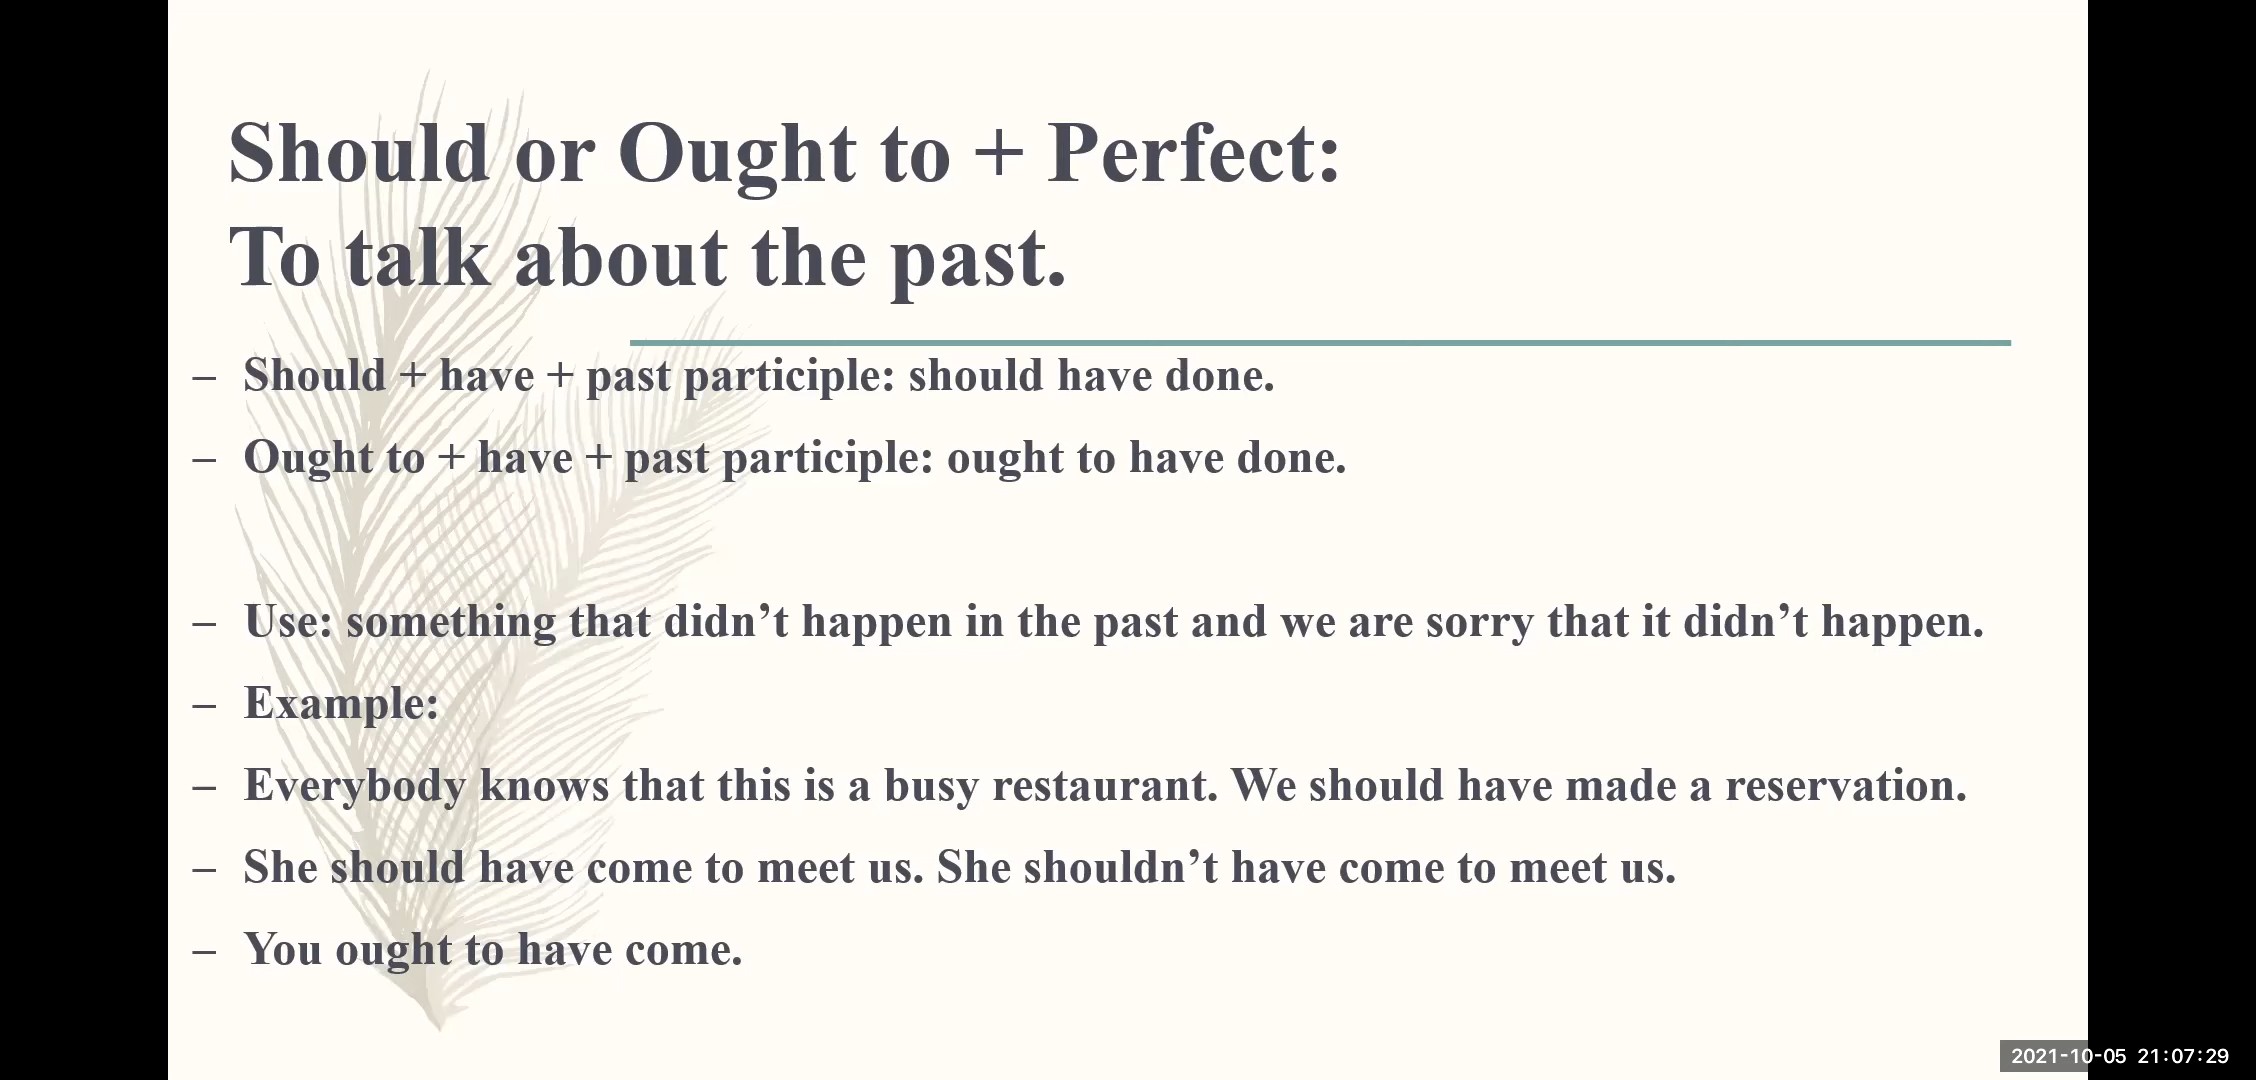 Should or Ought to + Perfect:
To talk about the past.
– Should + have + past participle: should have done.
– Ought to + have + past participle: ought to have done.
– Use: something that didn’t happen in the past and we are sorry that it didn’t happen.
– Example:
– Everybody knows that this is a busy restaurant. We should have made a reservation.
– She should have come to meet us. She shouldn’t have come to meet us.
– You ought to have come.
2021-10-05 21:07:29